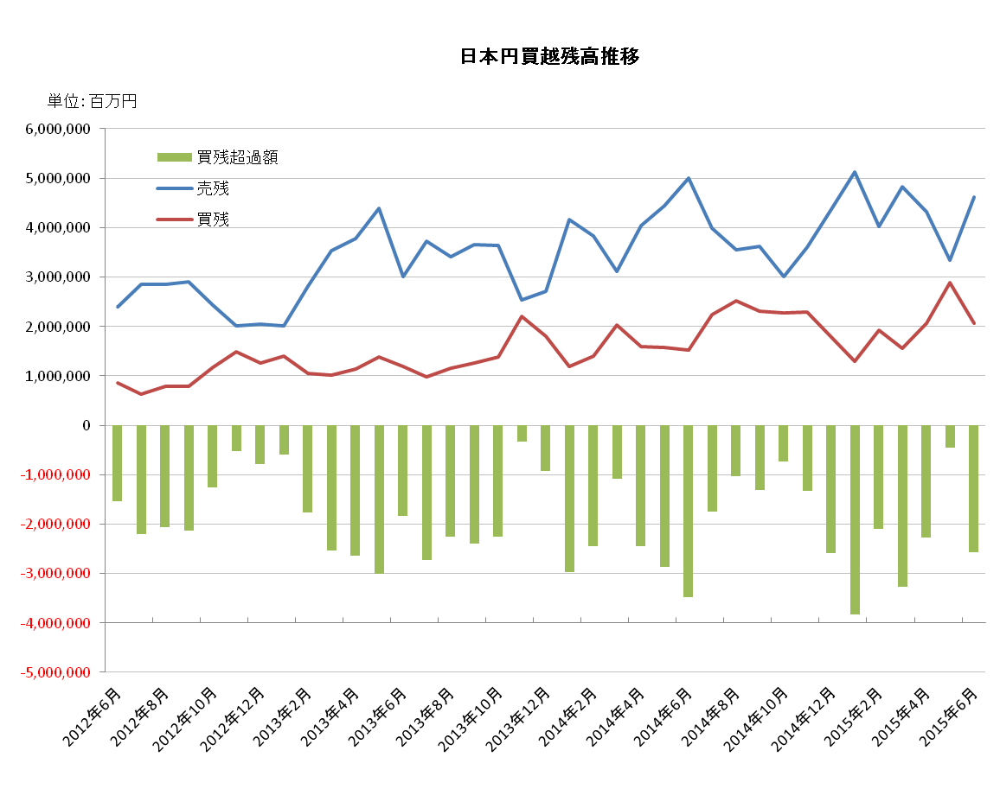 日本円買越残高推移
単位：百万円
6,000,000
5,000,000
4,000,000
3,000,000
2,000,000
1,000,000
0
-1,000,000
-2,000,000
-3,000,000
-4,000,000
-5,000,000
買残超過額
売残
買残
2012年6月
2012年8月
2012年10月
2012年12月
2013年2月
2013年4月
2013年6月
2013年8月
2013年10月
2013年12月
2014年2月
2014年4月
2014年6月
2014年8月
2014年10月
2014年12月
2015年2月
2015年4月
2015年6月